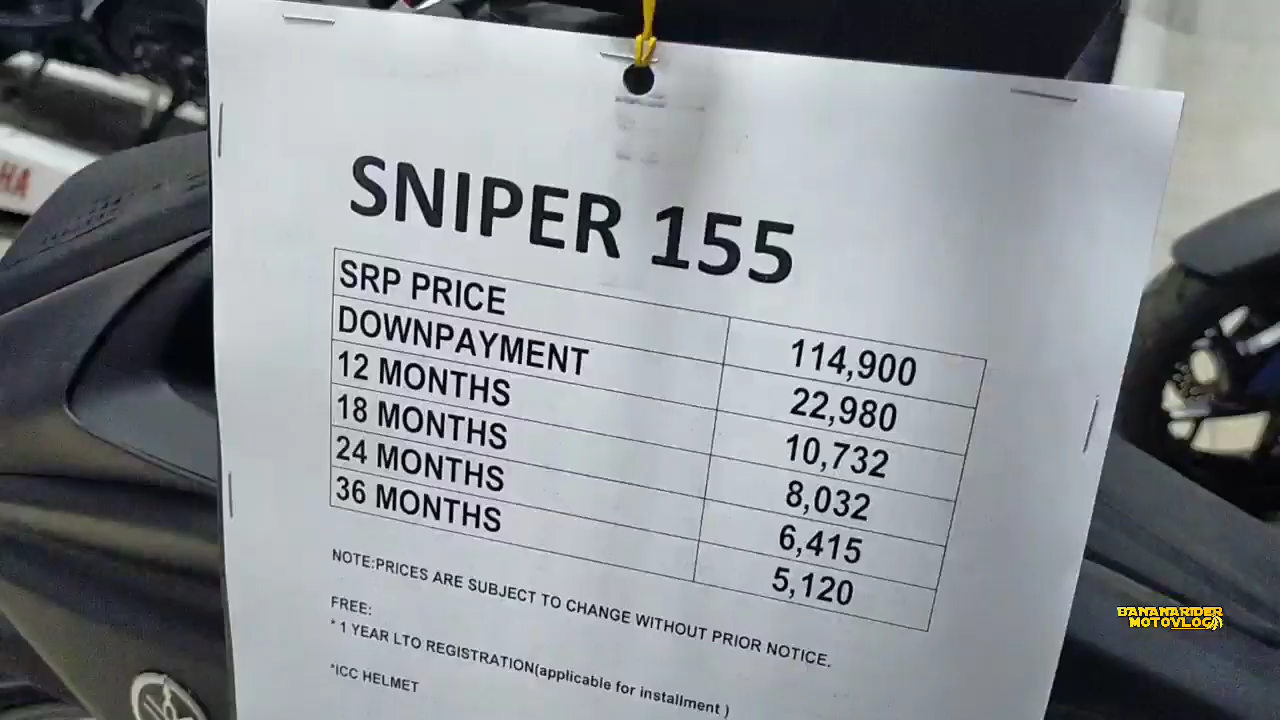 SNIPER 155
SRP PRICE 114,900
DOWNPAYMENT 22,980
12 MONTHS 10,732
18 MONTHS 8,032
24 MONTHS 6,415
36 MONTHS 5,120
NOTE:PRICES ARE SUBJECT TO CHANGE WITHOUT PRIOR NOTICE.
FREE:
* 1 YEAR LTO REGISTRATION(applicable for installment )
*ICC HELMET
HA
BANANARIDER
MOTOVLOG